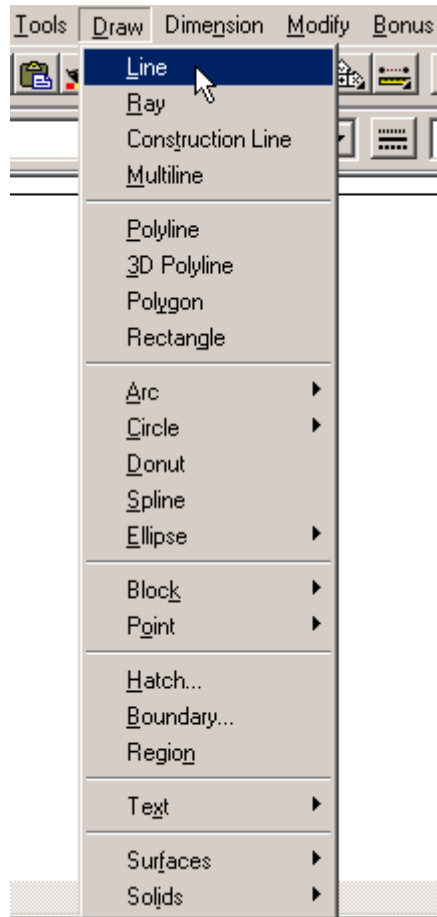 Tools Draw Dimension Modify Bonus
Line
Ray
Construction Line
Multiline
Polyline
3D Polyline
Polygon
Rectangle
Arc
Circle
Donut
Spline
Ellipse
Block
Point
Hatch...
Boundary...
Region
Text
Surfaces
Solids